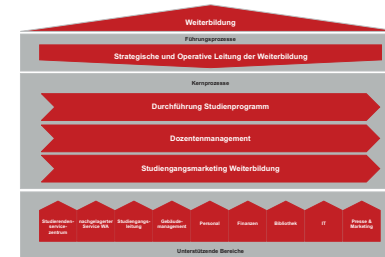 Weiterbildung
Führungsprozesse
Strategische und Operative Leitung der Weiterbildung
Kernprozesse
Durchführung Studienprogramm
Dozentenmanagement
Studiengangsmarketing Weiterbildung
Studierenden-
service-
zentrum
nachgelagerter
Service WA
Studiengangs-
leitung
Gebäude-
management
Personal
Finanzen
Bibliothek
IT
Presse &
Marketing
Unterstützende Bereiche